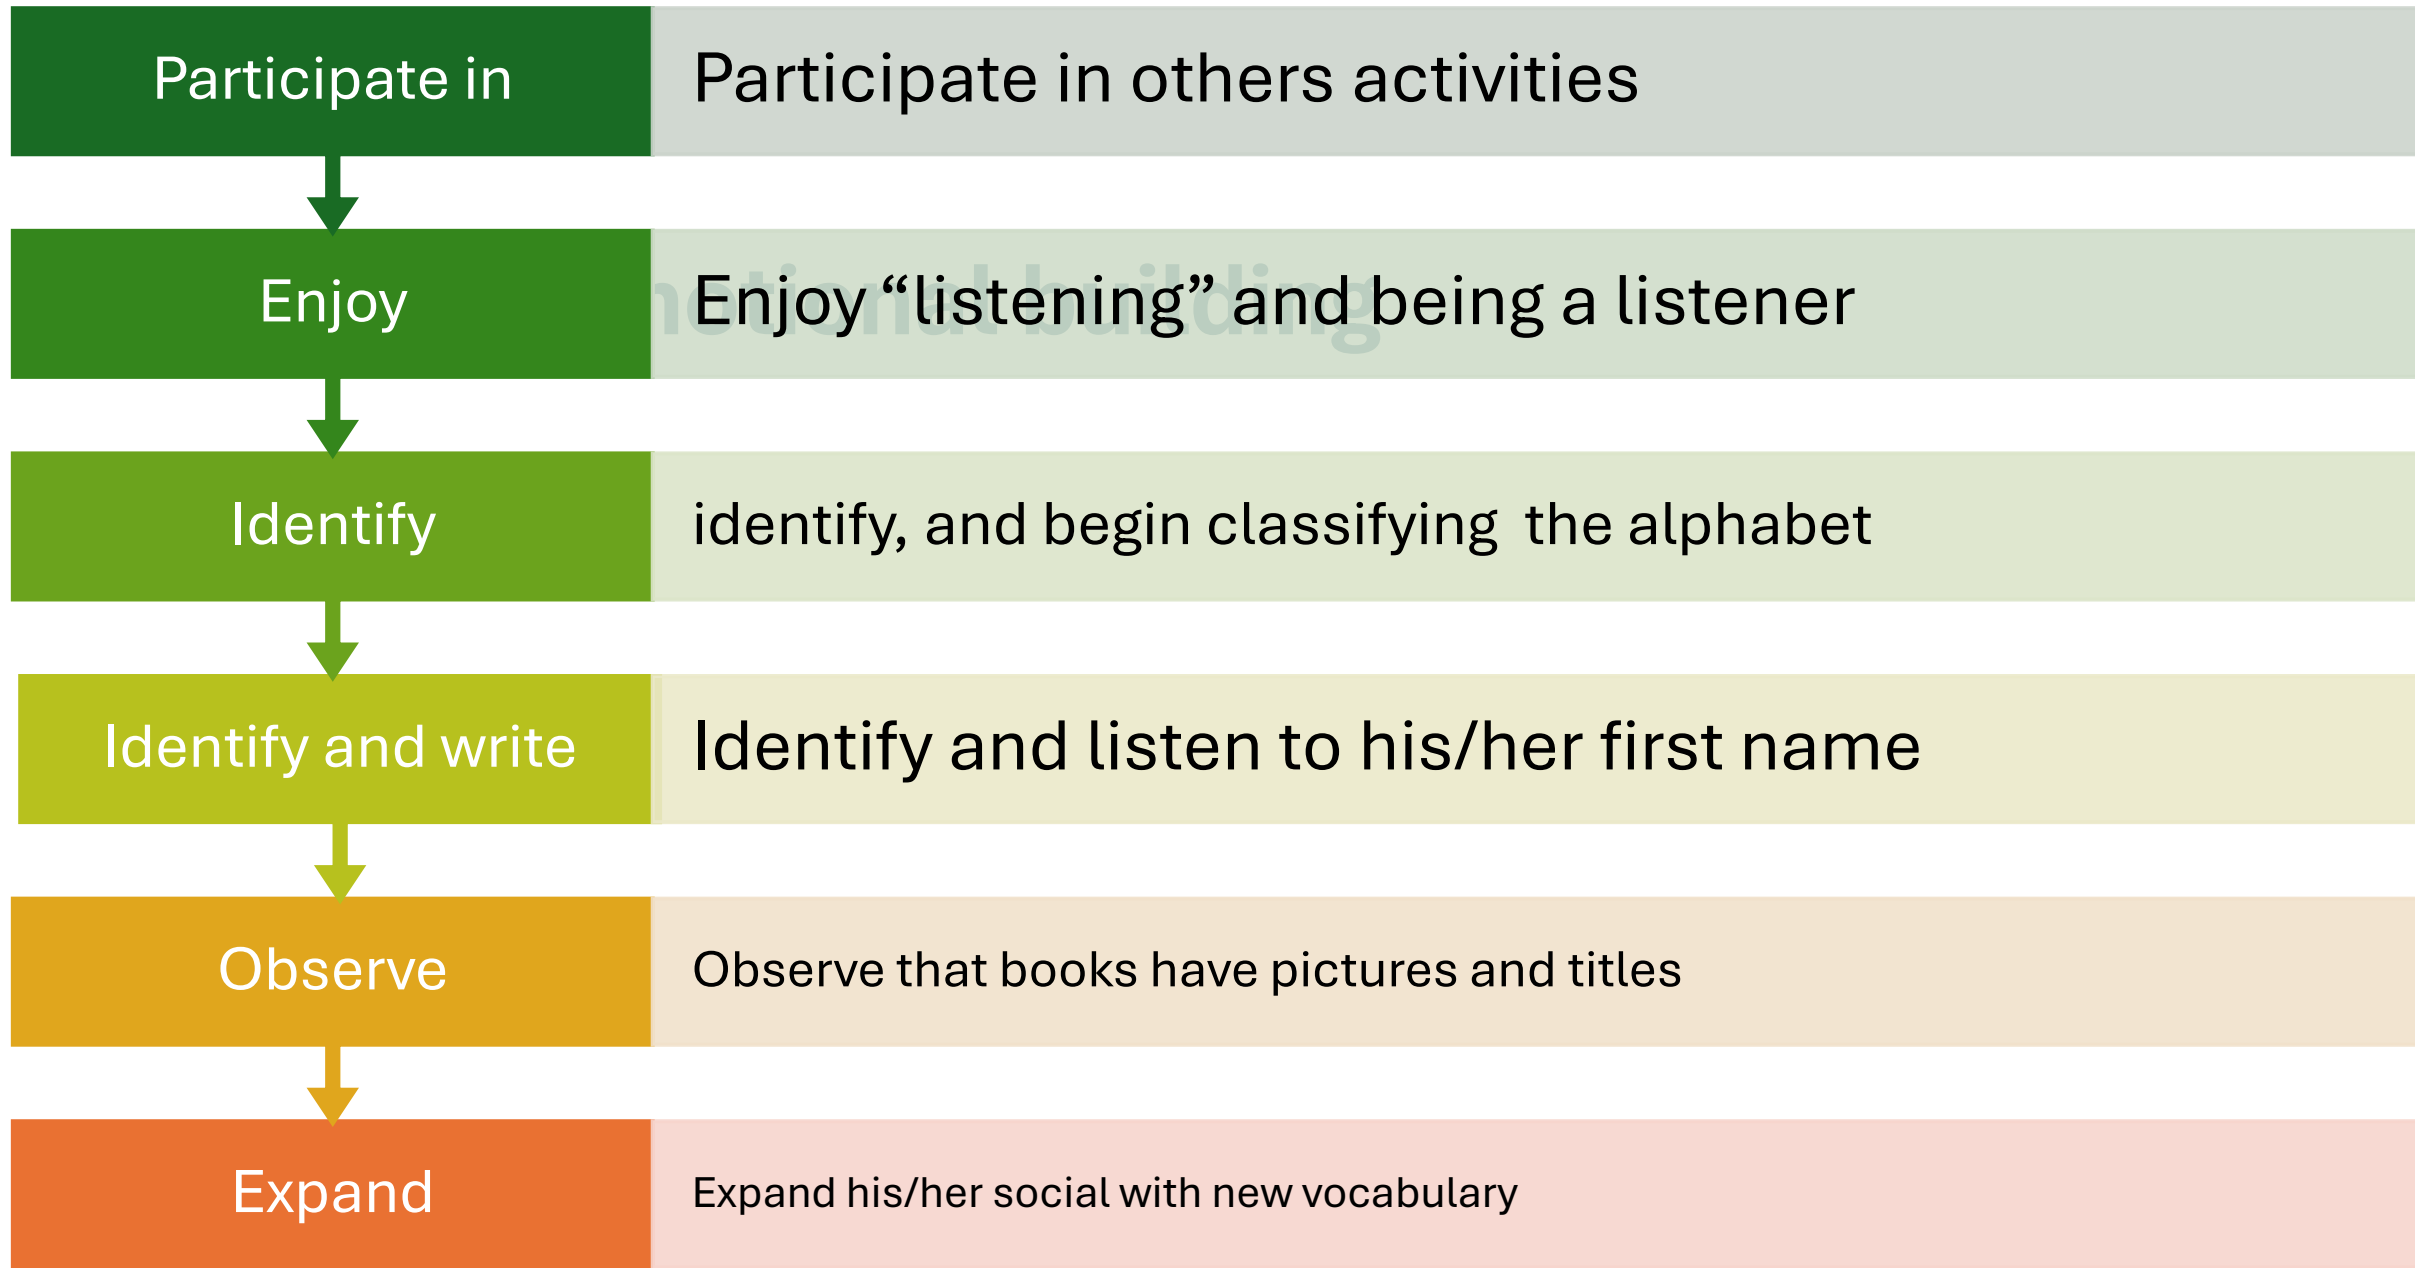 Participate in
Participate in others activities
Enjoy
Enjoy “listening” and being a listener
building
Identify
identify, and begin classifying  the alphabet
Identify and write
Identify and listen to his/her first name
Observe
Observe that books have pictures and titles
Expand
Expand his/her social with new vocabulary